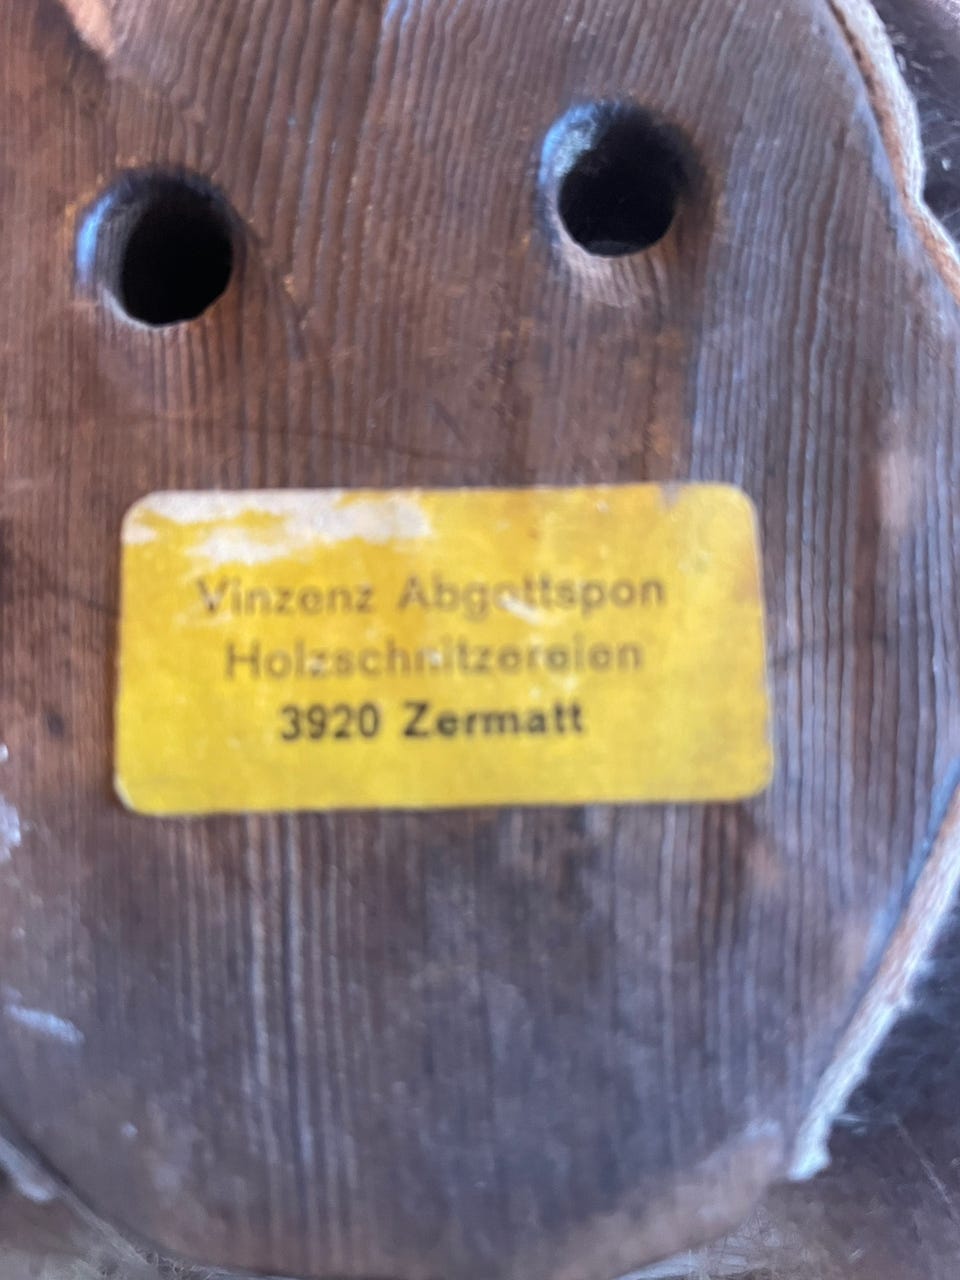 Vinzenz Abgottspon
Holzschnitzereien
3920 Zermatt